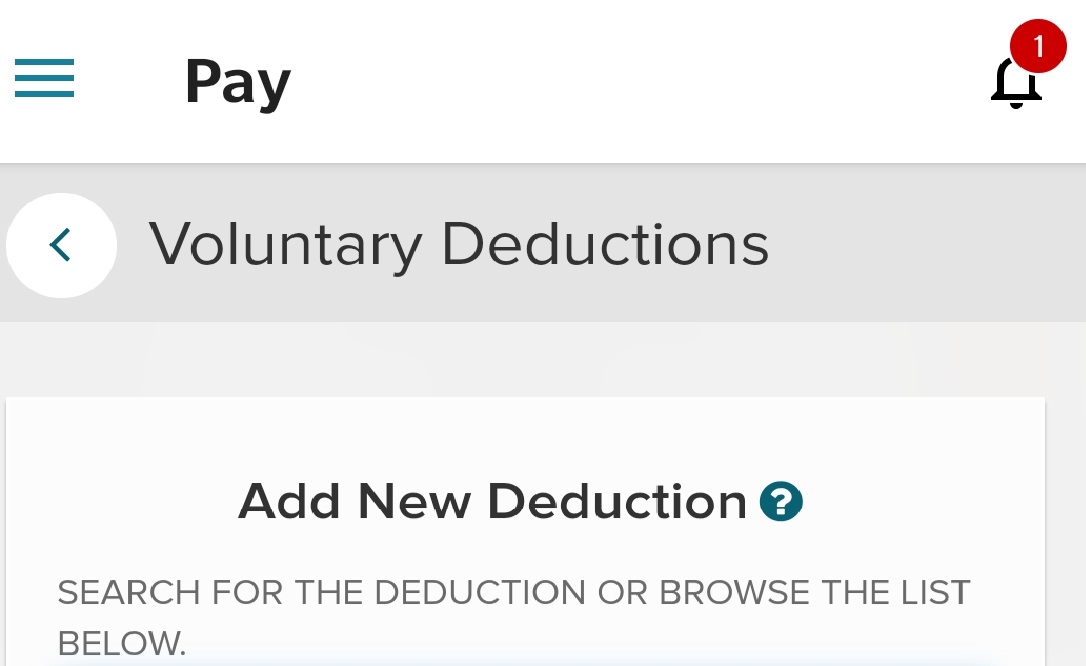 Pay
1
Voluntary Deductions
Add New Deduction ?
SEARCH FOR THE DEDUCTION OR BROWSE THE LIST
BELOW.